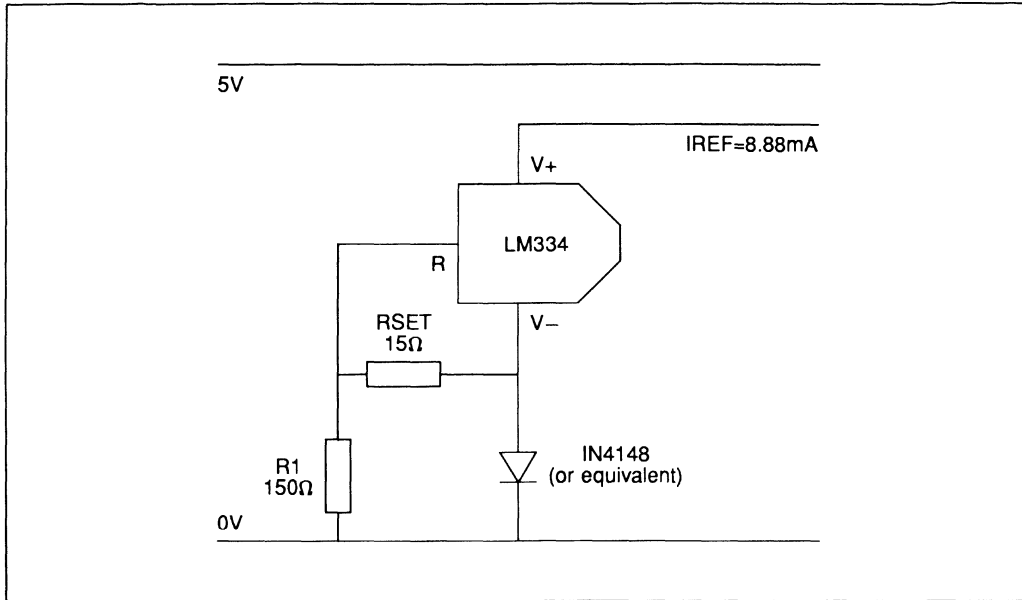 5V
IREF=8.88mA
V+
LM334
R
V−
RSET
15Ω
R1
150Ω
IN4148
(or equivalent)
0V